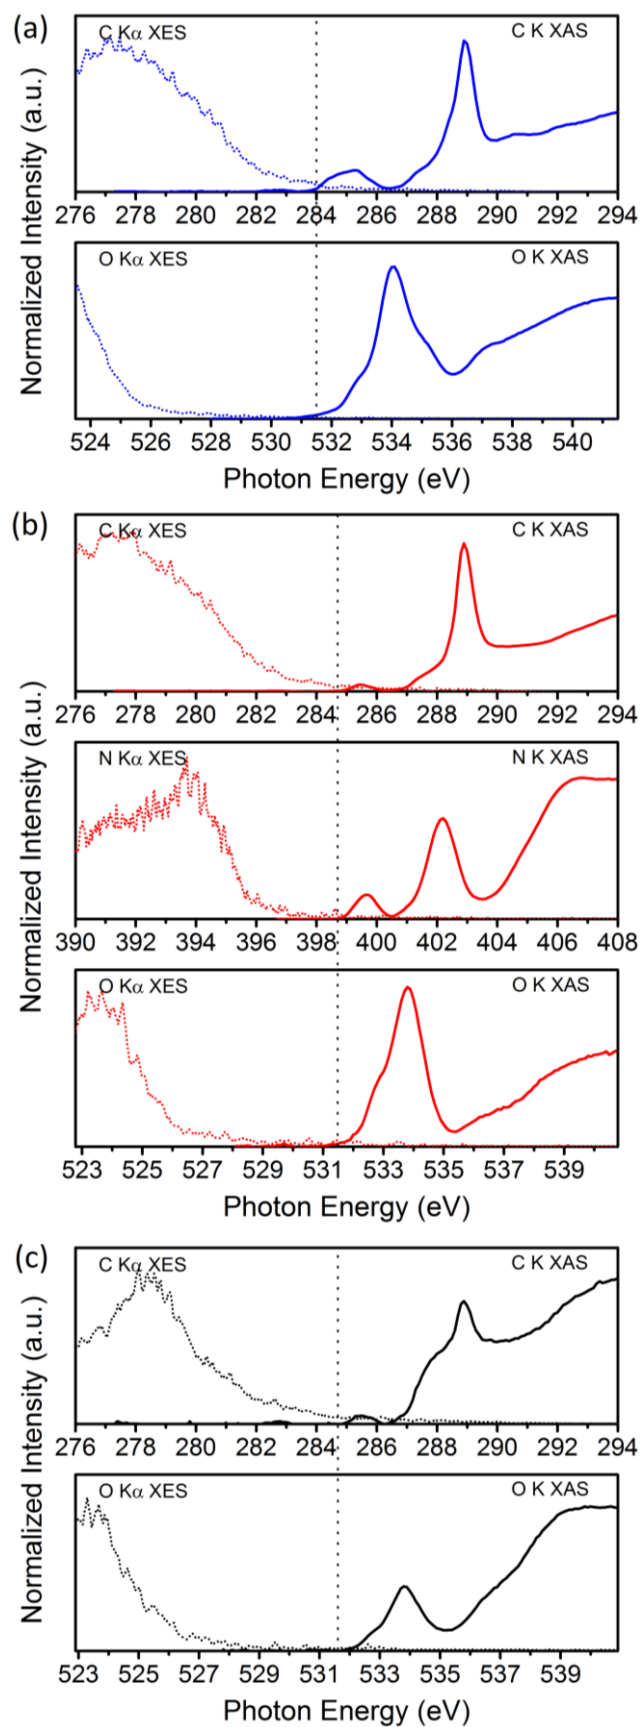 (a)
C Kα XES
C K XAS
276 278 280 282 284 286 288 290 292 294
O Kα XES
O K XAS
524 526 528 530 532 534 536 538 540
Normalized Intensity (a.u.)
Photon Energy (eV)
(b)
C Kα XES
C K XAS
276 278 280 282 284 286 288 290 292 294
N Kα XES
N K XAS
390 392 394 396 398 400 402 404 406 408
O Kα XES
O K XAS
523 525 527 529 531 533 535 537 539
Normalized Intensity (a.u.)
Photon Energy (eV)
(c)
C Kα XES
C K XAS
276 278 280 282 284 286 288 290 292 294
O Kα XES
O K XAS
523 525 527 529 531 533 535 537 539
Normalized Intensity (a.u.)
Photon Energy (eV)